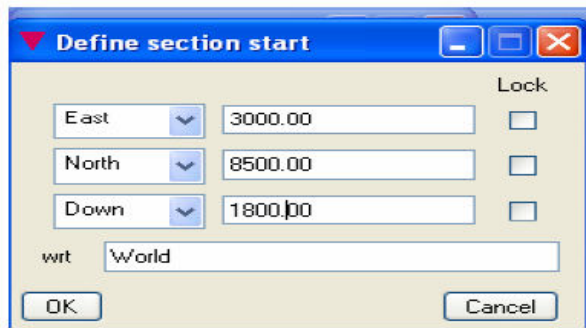 Define section start
Lock
East 3000.00
North 8500.00
Down 1800.00
wrt World
OK Cancel